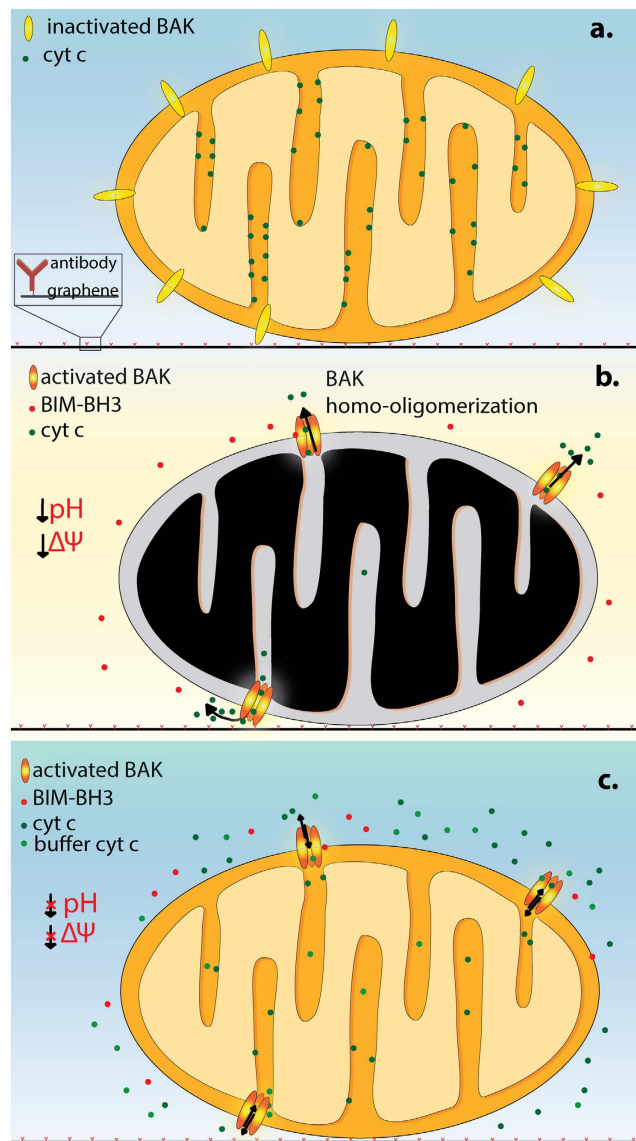 inactivated BAK
cyt c
a.
antibody
graphene
activated BAK
BIM-BH3
cyt c
BAK
homo-oligomerization
b.
↓pH
↓ΔΨ
activated BAK
BIM-BH3
cyt c
buffer cyt c
c.
pH
ΔΨ